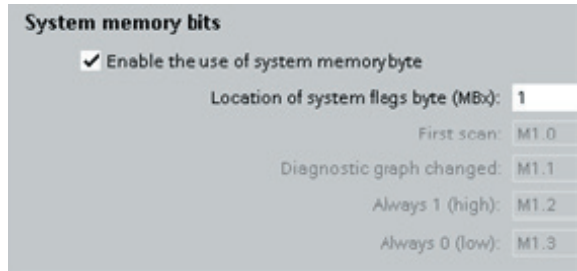 System memory bits
Enable the use of system memorybyte
Location of system flegs byte (MBx): 1
First scan: M1.0
Diagnostic graph changed: M1.1
Always 1 (high): M1.2
Always 0 (low): M1.3